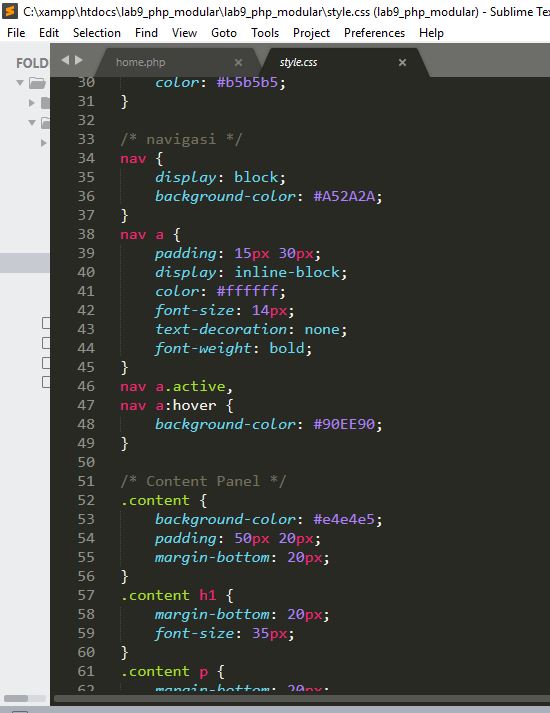 C:\xampp\htdocs\lab9_php_modular\lab9_php_modular\style.css (lab9_php_modular) - Sublime Te
File Edit Selection Find View Goto Tools Project Preferences Help
FOLD
home.php × style.css ×
30 color: #b5b5b5;
31 }
32
33 /* navigasi */
34 nav {
35 display: block;
36 background-color: #A52A2A;
37 }
38 nav a {
39 padding: 15px 30px;
40 display: inline-block;
41 color: #ffffff;
42 font-size: 14px;
43 text-decoration: none;
44 font-weight: bold;
45 }
46 nav a.active,
47 nav a:hover {
48 background-color: #90EE90;
49 }
50
51 /* Content Panel */
52 .content {
53 background-color: #e4e4e5;
54 padding: 50px 20px;
55 margin-bottom: 20px;
56 }
57 .content h1 {
58 margin-bottom: 20px;
59 font-size: 35px;
60 }
61 .content p {
62 margin-bottom: 20px;